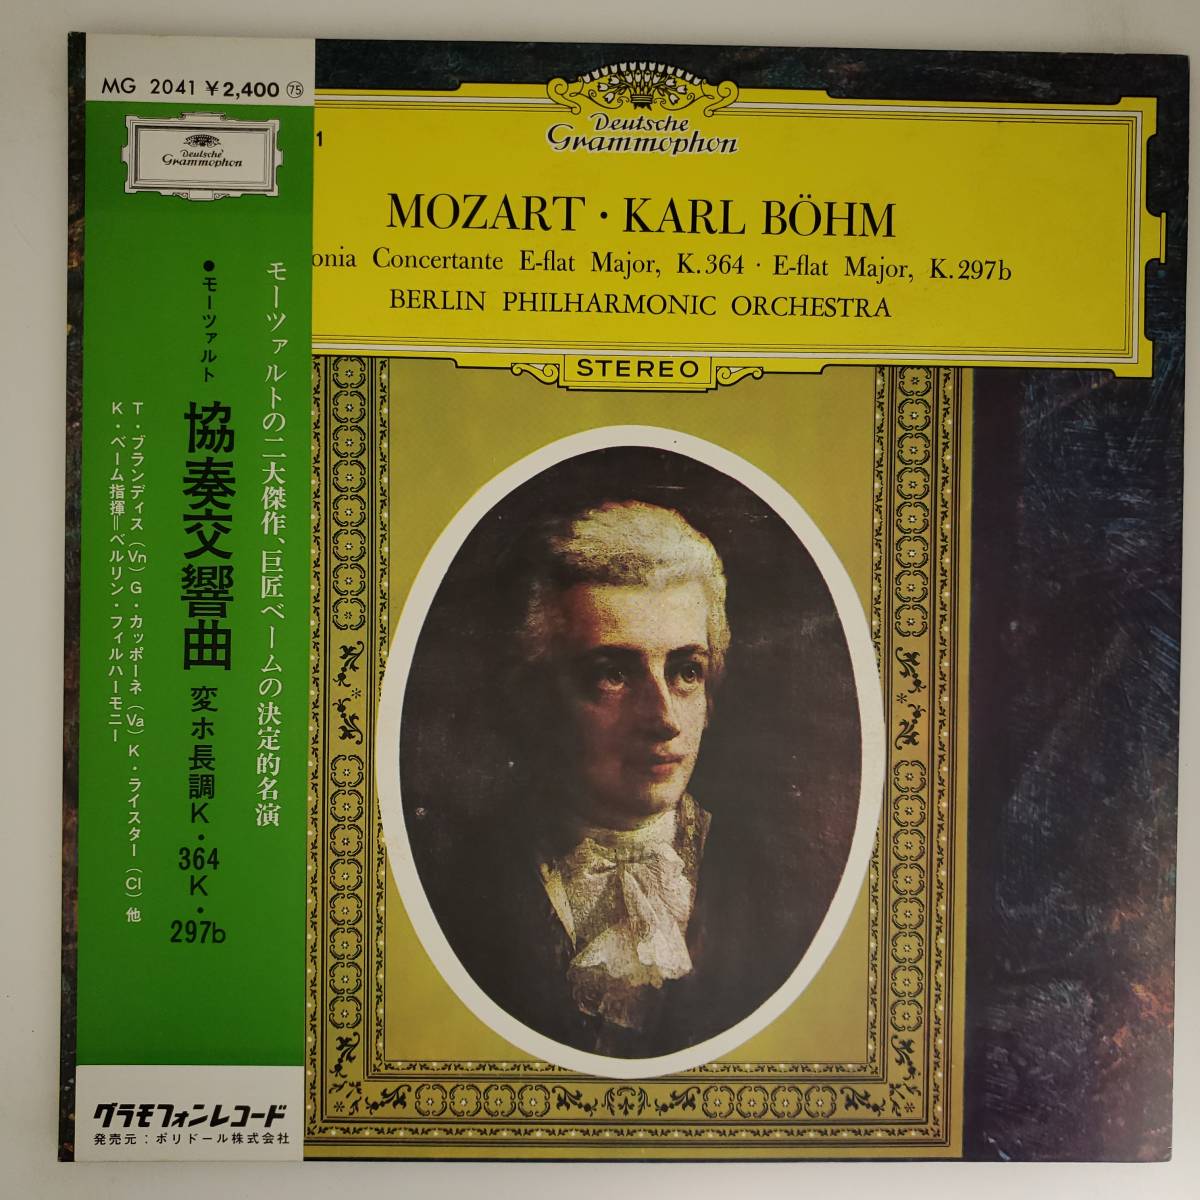 MG 2041 ¥2,400 ㊄
Deutsche
Grammophon
モーツァルトの二大傑作、巨匠ベームの決定的名演
●モーツァルト
協奏交響曲 変ホ長調K・364 K・297b
T・ブランディス(Vn) G・カッポーネ(Va) K・ライスター(Cl) 他
K・ベーム指揮=ベルリン・フィルハーモニー
グラモフォンレコード
発売元:ポリドール株式会社
Deutsche
Grammophon
1
MOZART · KARL BÖHM
onia Concertante E-flat Major, K.364 · E-flat Major, K.297b
BERLIN PHILHARMONIC ORCHESTRA
STEREO